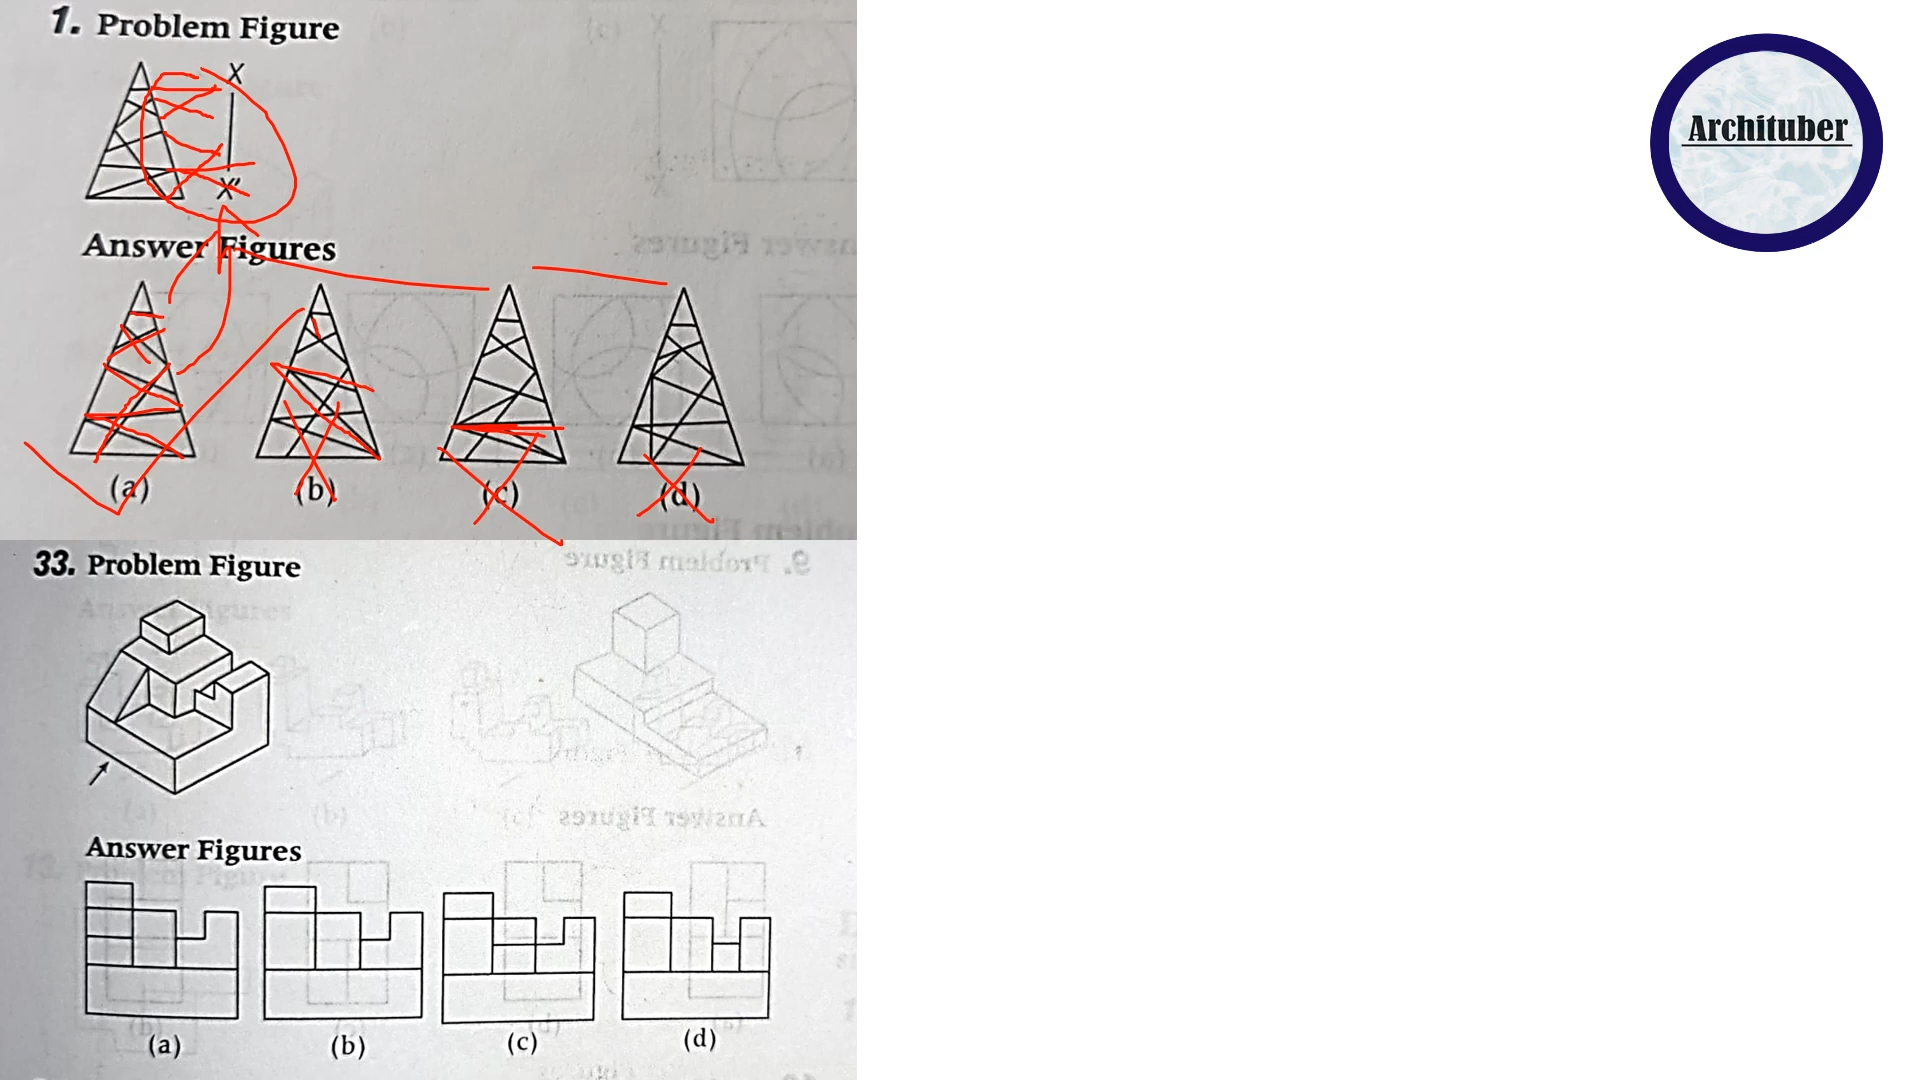 1. Problem Figure
X
X'
Answer Figures
(a) (b) (c) (d)
33. Problem Figure
Answer Figures
(a) (b) (c) (d)
Archituber